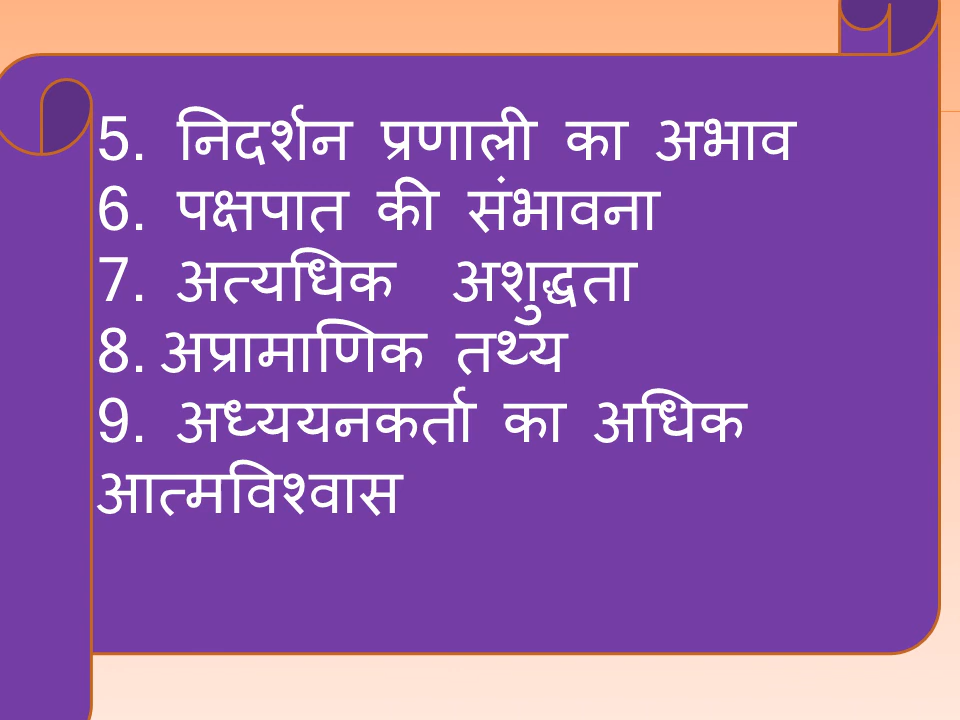 5. निदर्शन प्रणाली का अभाव
6. पक्षपात की संभावना
7. अत्यधिक अशुद्धता
8. अप्रामाणिक तथ्य
9. अध्ययनकर्ता का अधिक
आत्मविश्वास